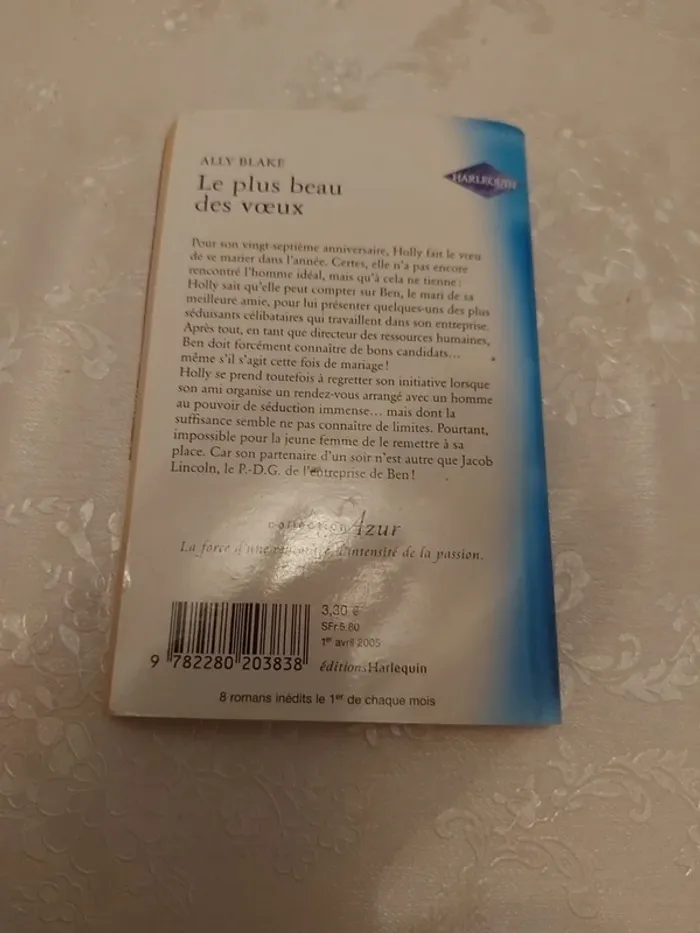 ALLY BLAKE
HARLEQUIN
Le plus beau
des vœux
Pour son vingt-septième anniversaire, Holly fait le vœu
de se marier dans l'année. Certes, elle n'a pas encore
rencontré l'homme idéal, mais qu'à cela ne tienne :
Holly sait qu'elle peut compter sur Ben, le mari de sa
meilleure amie, pour lui présenter quelques-uns des plus
séduisants célibataires qui travaillent dans son entreprise.
Après tout, en tant que directeur des ressources humaines,
Ben doit forcément connaître de bons candidats...
même s'il s'agit cette fois de mariage !
Holly se prend toutefois à regretter son initiative lorsque
son ami organise un rendez-vous arrangé avec un homme
au pouvoir de séduction immense... mais dont la
suffisance semble ne pas connaître de limites. Pourtant,
impossible pour la jeune femme de le remettre à sa
place. Car son partenaire d'un soir n'est autre que Jacob
Lincoln, le P.-D.G. de l'entreprise de Ben !
collection Azur
La force d'une rencontre, l'intensité de la passion.
3,30 €
SFr.5.80
1er avril 2005
9 782280 203838
éditions Harlequin
8 romans inédits le 1er de chaque mois